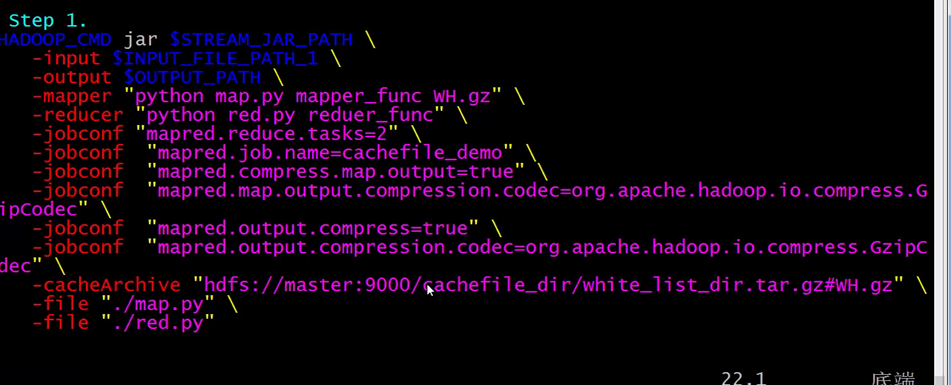 Step 1.
HADOOP_CMD jar $STREAM_JAR_PATH \
-input $INPUT_FILE_PATH_1 \
-output $OUTPUT_PATH \
-mapper "python map.py mapper_func WH.gz" \
-reducer "python red.py reduer_func" \
-jobconf "mapred.reduce.tasks=2" \
-jobconf "mapred.job.name=cachefile_demo" \
-jobconf "mapred.compress.map.output=true" \
-jobconf "mapred.map.output.compression.codec=org.apache.hadoop.io.compress.G
ipCodec" \
-jobconf "mapred.output.compress=true" \
-jobconf "mapred.output.compression.codec=org.apache.hadoop.io.compress.GzipC
dec" \
-cacheArchive "hdfs://master:9000/cachefile_dir/white_list_dir.tar.gz#WH.gz" \
-file "./map.py" \
-file "./red.py"
22,1 底端